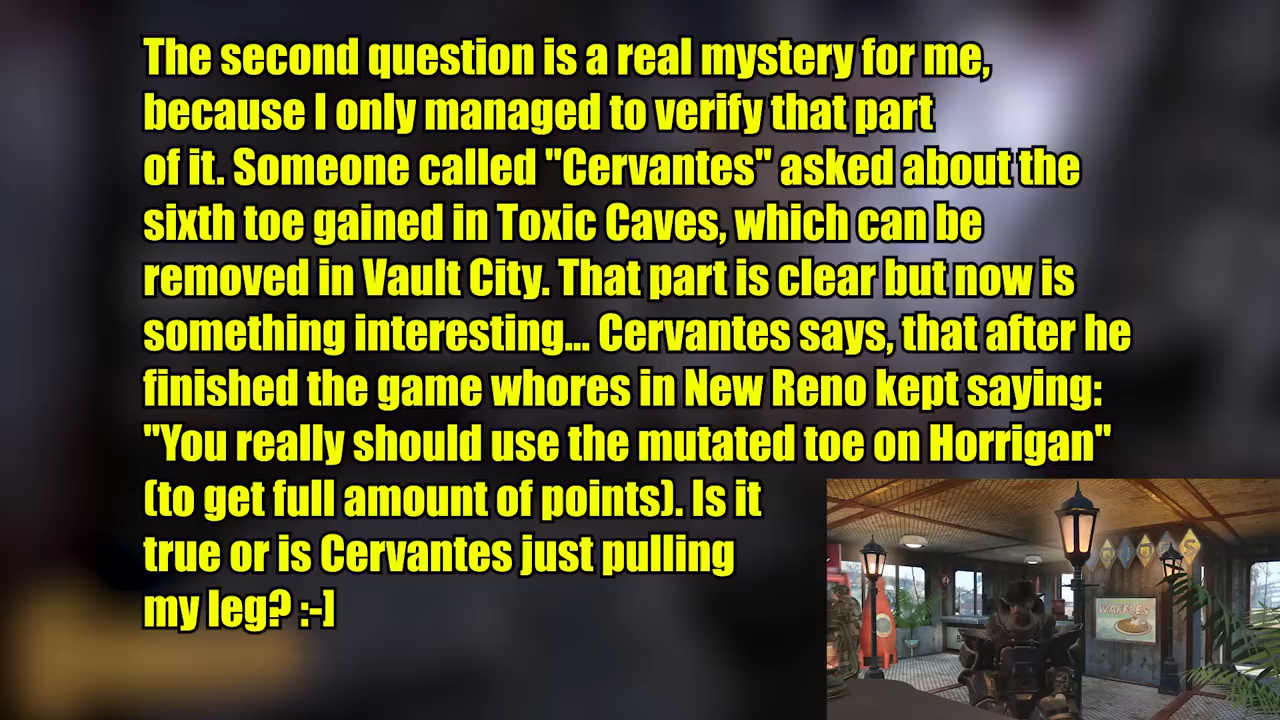 The second question is a real mystery for me,
because I only managed to verify that part
of it. Someone called "Cervantes" asked about the
sixth toe gained in Toxic Caves, which can be
removed in Vault City. That part is clear but now is
something interesting... Cervantes says, that after he
finished the game whores in New Reno kept saying:
"You really should use the mutated toe on Horrigan"
(to get full amount of points). Is it
true or is Cervantes just pulling
my leg? :-]
WAFFLES